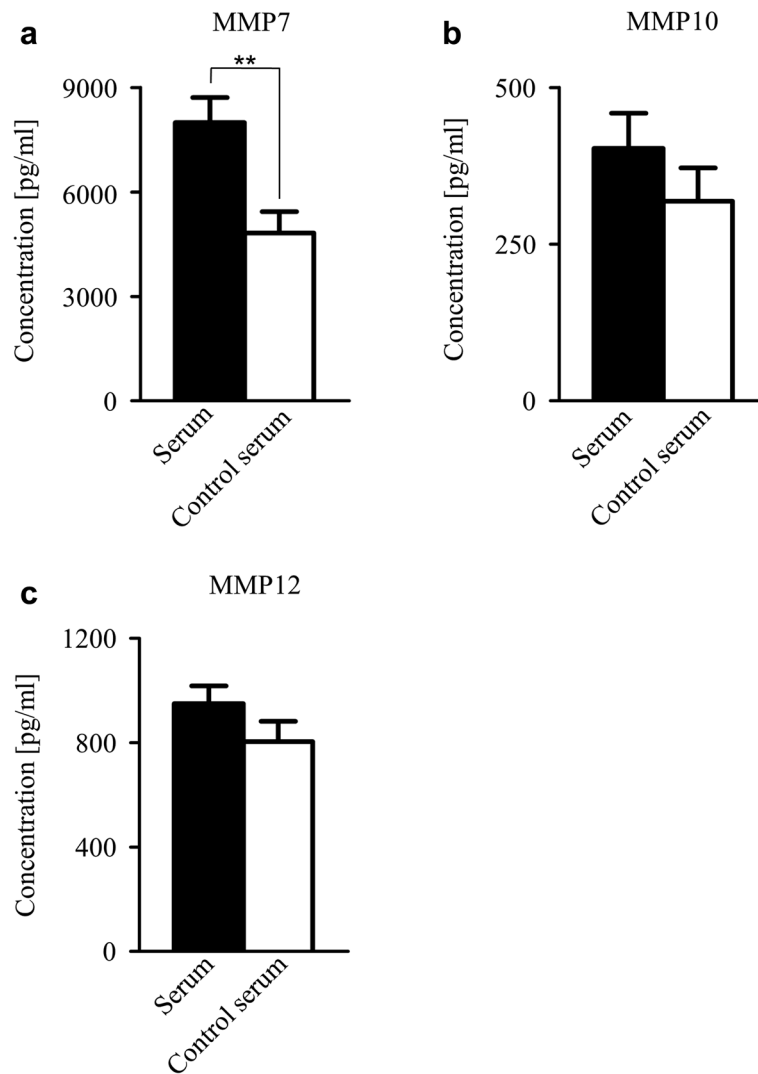 a
MMP7
**
9000
6000
3000
0
Concentration [pg/ml]
Serum
Control serum
b
MMP10
500
250
0
Concentration [pg/ml]
Serum
Control serum
c
MMP12
1200
800
400
0
Concentration [pg/ml]
Serum
Control serum